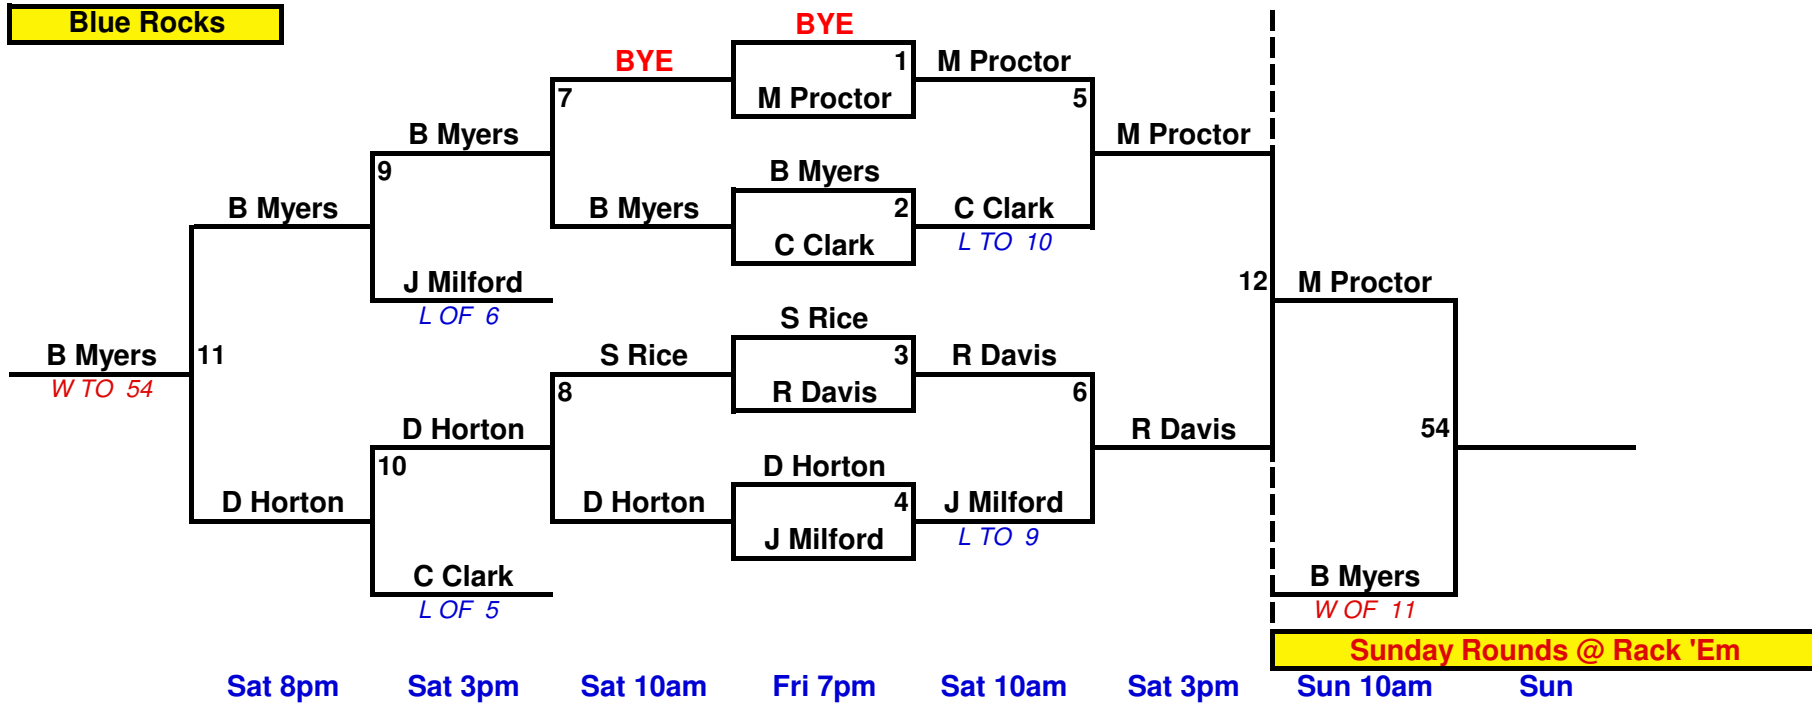 Blue Rocks
BYE
BYE
1
M Proctor
M Proctor
7
5
B Myers
M Proctor
9
B Myers
B Myers
B Myers
2
C Clark
C Clark
L TO 10
J Milford
L OF 6
12
M Proctor
S Rice
B Myers
W TO 54
11
S Rice
3
R Davis
R Davis
8
6
D Horton
R Davis
54
10
D Horton
D Horton
D Horton
4
J Milford
J Milford
L TO 9
C Clark
L OF 5
B Myers
W OF 11
Sunday Rounds @ Rack 'Em
Sat 8pm
Sat 3pm
Sat 10am
Fri 7pm
Sat 10am
Sat 3pm
Sun 10am
Sun